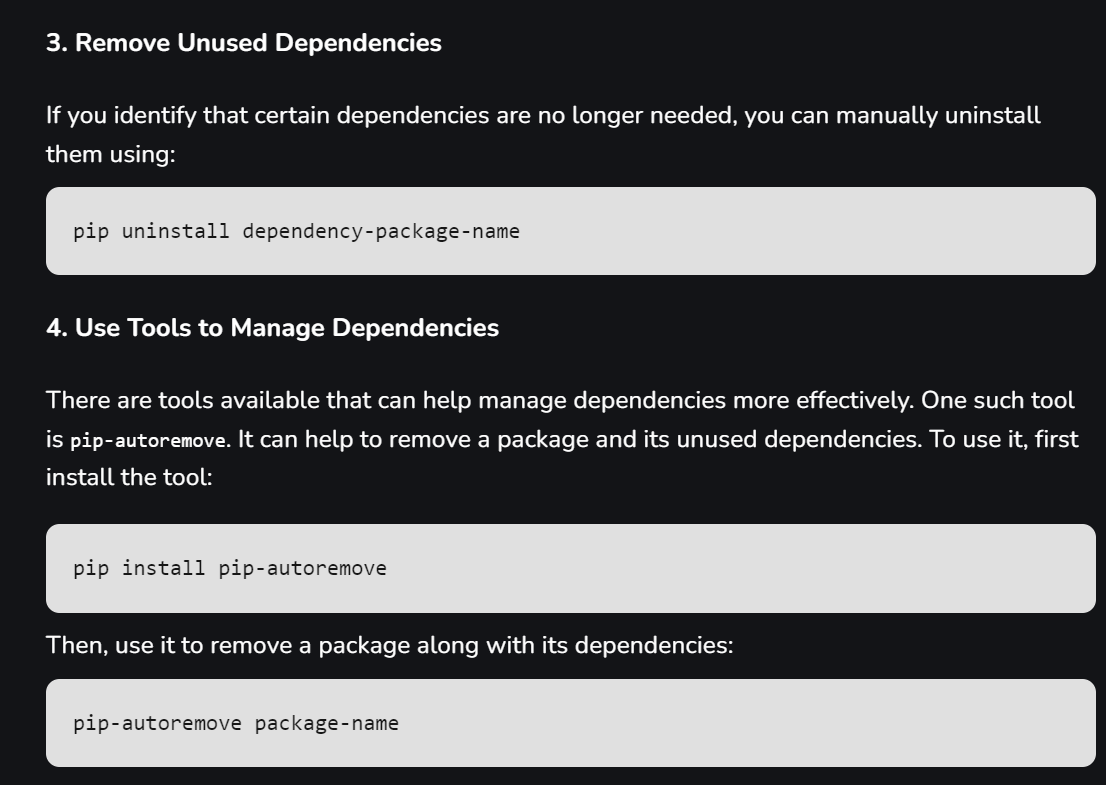 3. Remove Unused Dependencies
If you identify that certain dependencies are no longer needed, you can manually uninstall
them using:
pip uninstall dependency-package-name
4. Use Tools to Manage Dependencies
There are tools available that can help manage dependencies more effectively. One such tool
is pip-autoremove. It can help to remove a package and its unused dependencies. To use it, first
install the tool:
pip install pip-autoremove
Then, use it to remove a package along with its dependencies:
pip-autoremove package-name